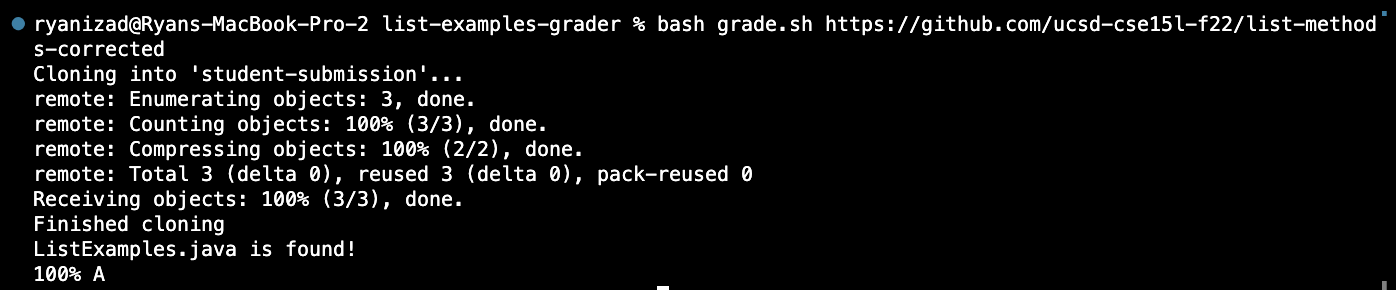 ryanizad@Ryans-MacBook-Pro-2 list-examples-grader % bash grade.sh https://github.com/ucsd-cse15l-f22/list-method
s-corrected
Cloning into 'student-submission'...
remote: Enumerating objects: 3, done.
remote: Counting objects: 100% (3/3), done.
remote: Compressing objects: 100% (2/2), done.
remote: Total 3 (delta 0), reused 3 (delta 0), pack-reused 0
Receiving objects: 100% (3/3), done.
Finished cloning
ListExamples.java is found!
100% A